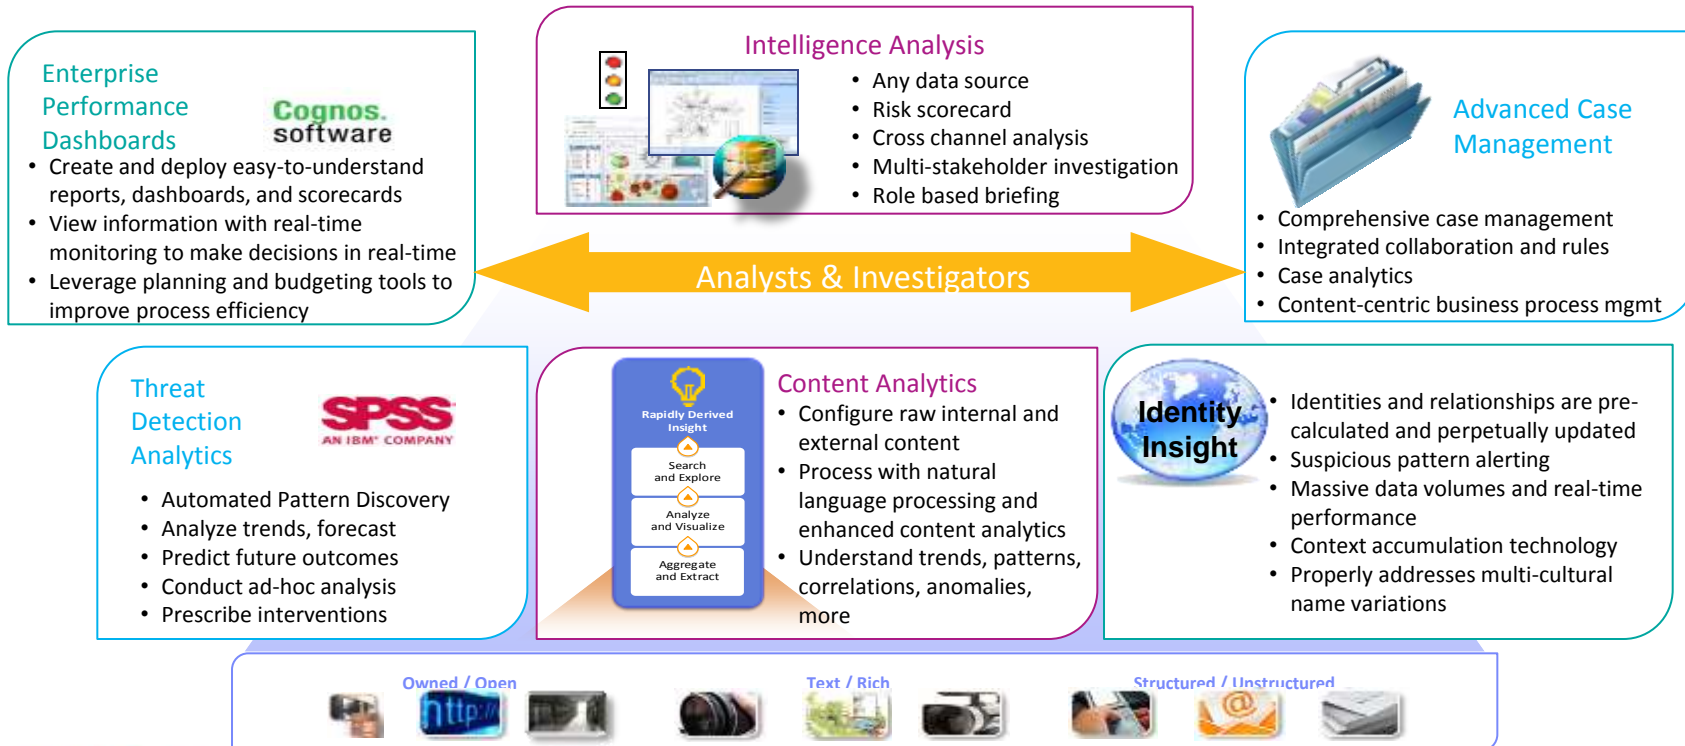 Enterprise
Performance
Dashboards
Cognos.
software
• Create and deploy easy-to-understand
reports, dashboards, and scorecards
• View information with real-time
monitoring to make decisions in real-time
• Leverage planning and budgeting tools to
improve process efficiency
Intelligence Analysis
• Any data source
• Risk scorecard
• Cross channel analysis
• Multi-stakeholder investigation
• Role based briefing
Advanced Case
Management
• Comprehensive case management
• Integrated collaboration and rules
• Case analytics
• Content-centric business process mgmt
Analysts & Investigators
Threat
Detection
Analytics
SPSS
AN IBM® COMPANY
• Automated Pattern Discovery
• Analyze trends, forecast
• Predict future outcomes
• Conduct ad-hoc analysis
• Prescribe interventions
Rapidly Derived
Insight
Search
and Explore
Analyze
and Visualize
Aggregate
and Extract
Content Analytics
• Configure raw internal and
external content
• Process with natural
language processing and
enhanced content analytics
• Understand trends, patterns,
correlations, anomalies,
more
Identity
Insight
• Identities and relationships are pre-
calculated and perpetually updated
• Suspicious pattern alerting
• Massive data volumes and real-time
performance
• Context accumulation technology
• Properly addresses multi-cultural
name variations
Owned / Open
Text / Rich
Structured / Unstructured
http://
@